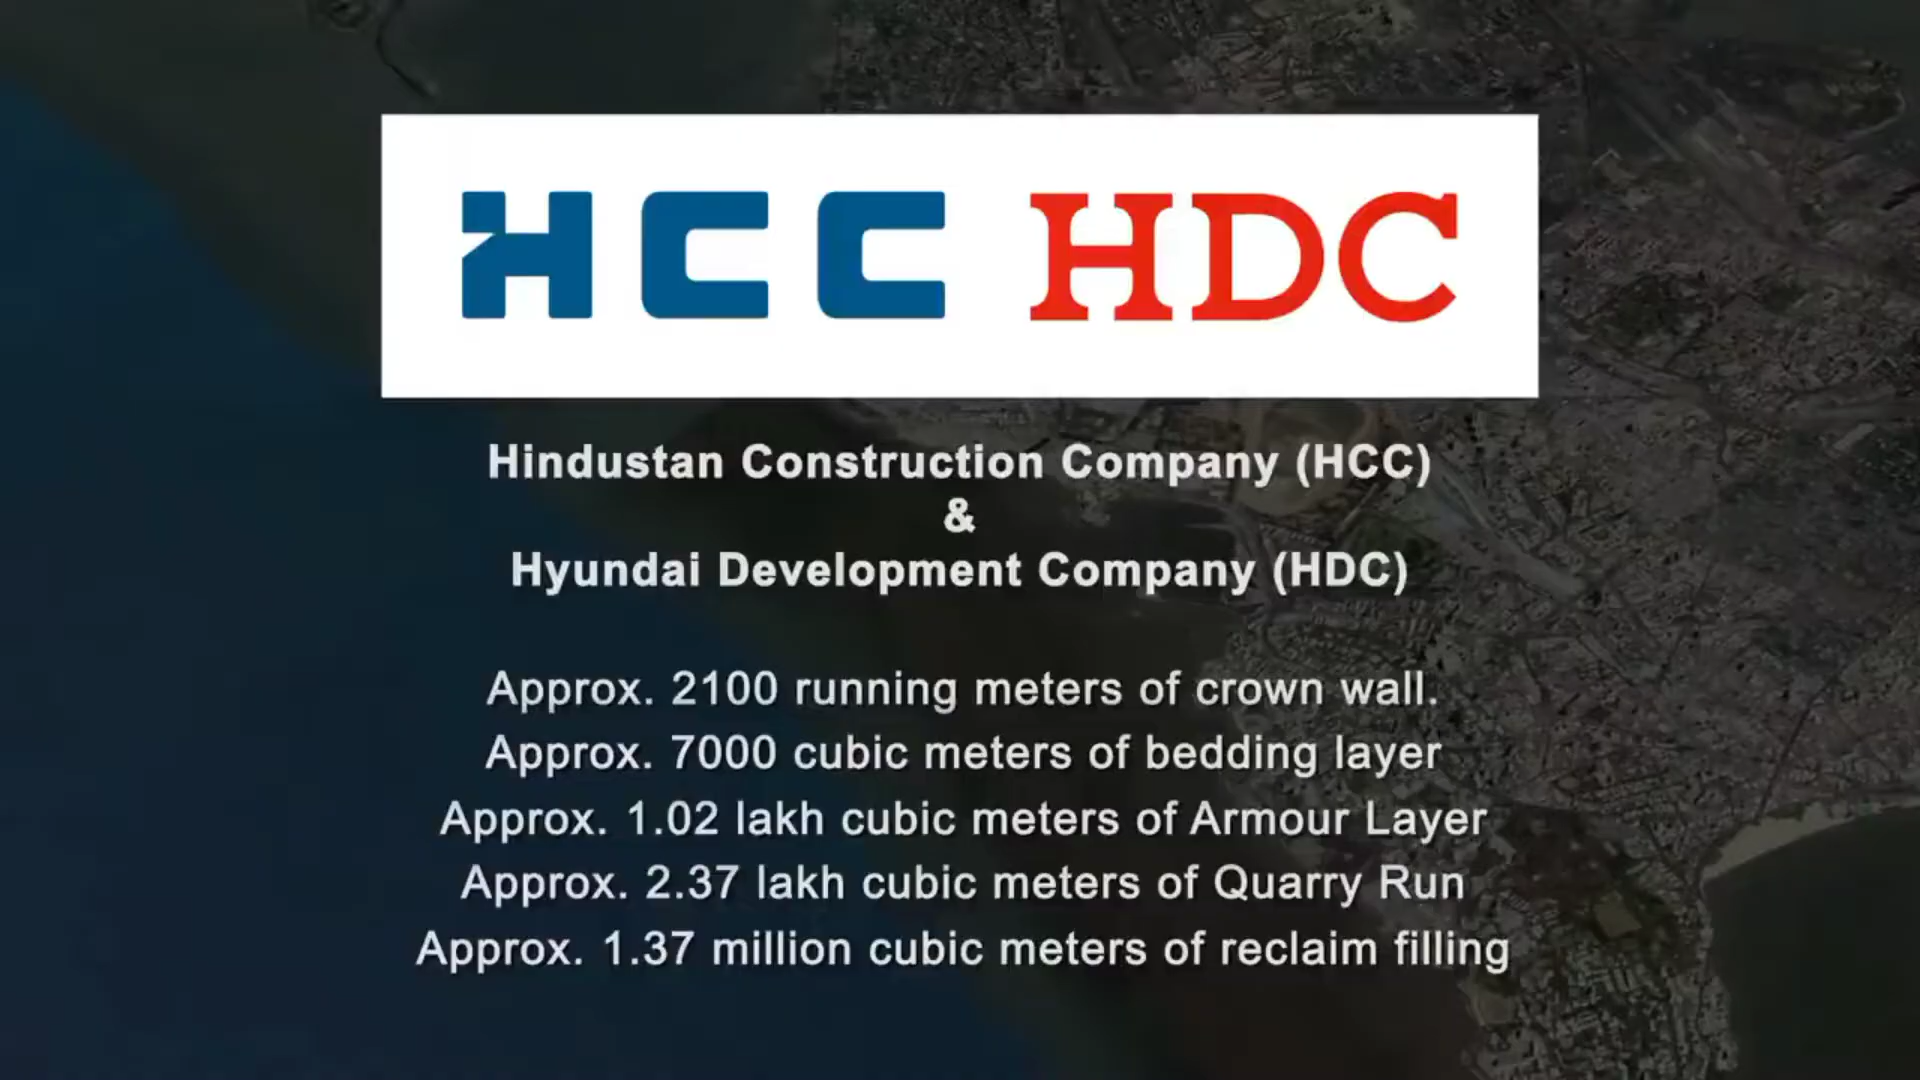 HCC HDC
Hindustan Construction Company (HCC)
&
Hyundai Development Company (HDC)
Approx. 2100 running meters of crown wall.
Approx. 7000 cubic meters of bedding layer
Approx. 1.02 lakh cubic meters of Armour Layer
Approx. 2.37 lakh cubic meters of Quarry Run
Approx. 1.37 million cubic meters of reclaim filling